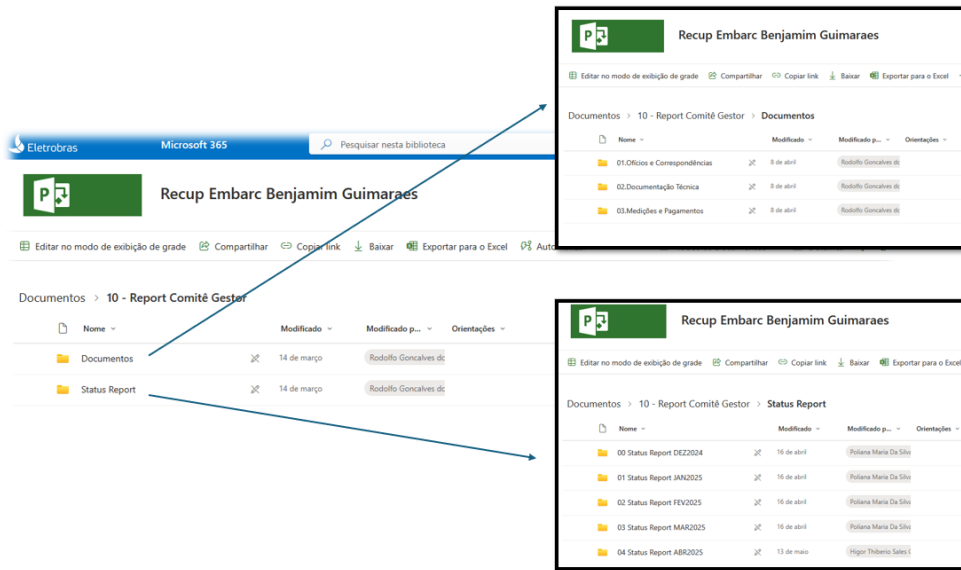 Eletrobras
Microsoft 365
Pesquisar nesta biblioteca
Recup Embarc Benjamim Guimaraes
Editar no modo de exibição de grade Compartilhar Copiar link Baixar Exportar para o Excel
Documentos > 10 - Report Comitê Gestor
Nome Modificado Modificado p... Orientações
Documentos 14 de março Rodolfo Goncalves dc
Status Report 14 de março Rodolfo Goncalves dc
Recup Embarc Benjamim Guimaraes
Editar no modo de exibição de grade Compartilhar Copiar link Baixar Exportar para o Excel
Documentos > 10 - Report Comitê Gestor > Documentos
Nome Modificado Modificado p... Orientações
01.Ofícios e Correspondências 8 de abril Rodolfo Goncalves dc
02.Documentação Técnica 8 de abril Rodolfo Goncalves dc
03.Medições e Pagamentos 8 de abril Rodolfo Goncalves dc
Recup Embarc Benjamim Guimaraes
Editar no modo de exibição de grade Compartilhar Copiar link Baixar Exportar para o Excel
Documentos > 10 - Report Comitê Gestor > Status Report
Nome Modificado Modificado p... Orientações
00 Status Report DEZ2024 16 de abril Poliana Maria Da Silva
01 Status Report JAN2025 16 de abril Poliana Maria Da Silva
02 Status Report FEV2025 16 de abril Poliana Maria Da Silva
03 Status Report MAR2025 16 de abril Poliana Maria Da Silva
04 Status Report ABR2025 13 de maio Higor Thiberio Sales